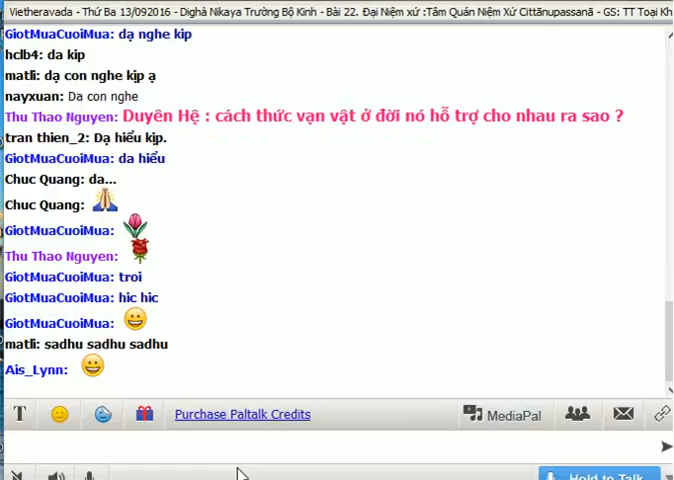 Vietheravada - Thứ Ba 13/092016 - Dighà Nikaya Trường Bộ Kinh - Bài 22. Đại Niệm xứ :Tâm Quán Niệm Xứ Cittānupassanā - GS: TT Toại Kh
GiotMuaCuoiMua: dạ nghe kip
hclb4: da kip
matli: dạ con nghe kịp ạ
nayxuan: Da con nghe
Thu Thao Nguyen: Duyên Hệ : cách thức vạn vật ở đời nó hỗ trợ cho nhau ra sao ?
tran thien_2: Dạ hiểu kịp.
GiotMuaCuoiMua: da hiểu
Chuc Quang: da...
Chuc Quang:
GiotMuaCuoiMua:
Thu Thao Nguyen:
GiotMuaCuoiMua: troi
GiotMuaCuoiMua: hic hic
GiotMuaCuoiMua:
matli: sadhu sadhu sadhu
Ais_Lynn:
T Purchase Paltalk Credits MediaPal
Hold to Talk